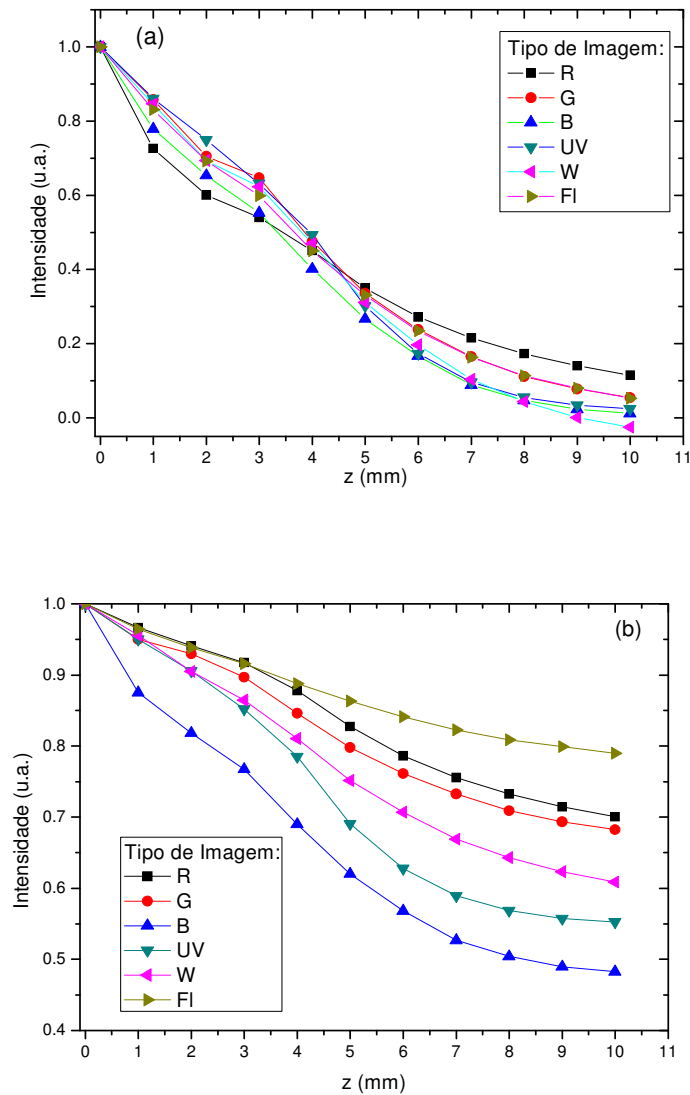 (a)
Tipo de Imagem:
R
G
B
UV
W
Fl
1.0
0.8
0.6
0.4
0.2
0.0
Intensidade (u.a.)
0 1 2 3 4 5 6 7 8 9 10 11
z (mm)
(b)
1.0
0.9
0.8
0.7
0.6
0.5
0.4
Intensidade (u.a.)
Tipo de Imagem:
R
G
B
UV
W
Fl
0 1 2 3 4 5 6 7 8 9 10 11
z (mm)